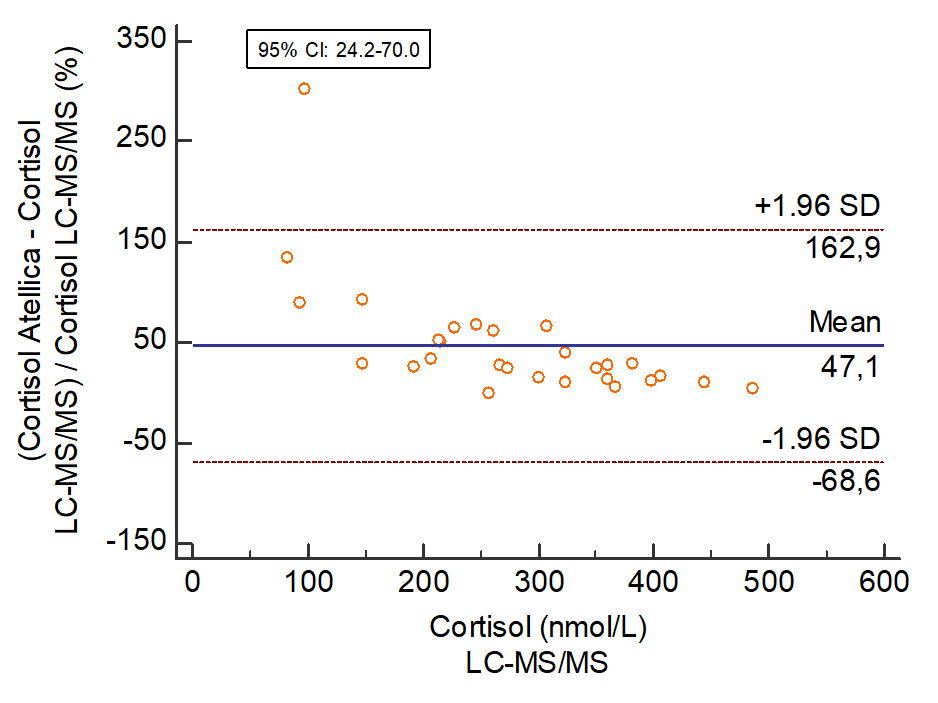 95% CI: 24.2-70.0
(Cortisol Atellica - Cortisol
LC-MS/MS) / Cortisol LC-MS/MS (%)
350
250
150
50
-50
-150
+1.96 SD
162,9
Mean
47,1
-1.96 SD
-68,6
0 100 200 300 400 500 600
Cortisol (nmol/L)
LC-MS/MS